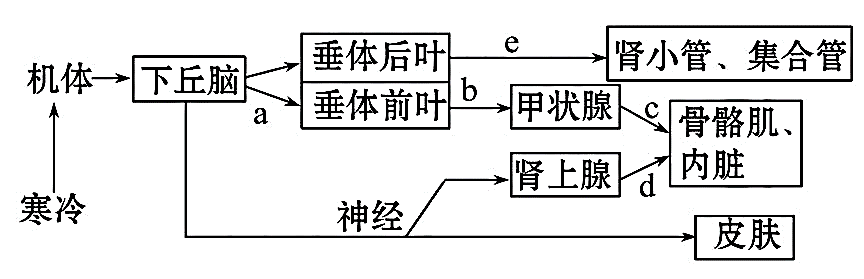 机体
寒冷
下丘脑
a
垂体后叶
垂体前叶
e
b
肾小管、集合管
甲状腺
c
肾上腺
d
骨骼肌、
内脏
神经
皮肤